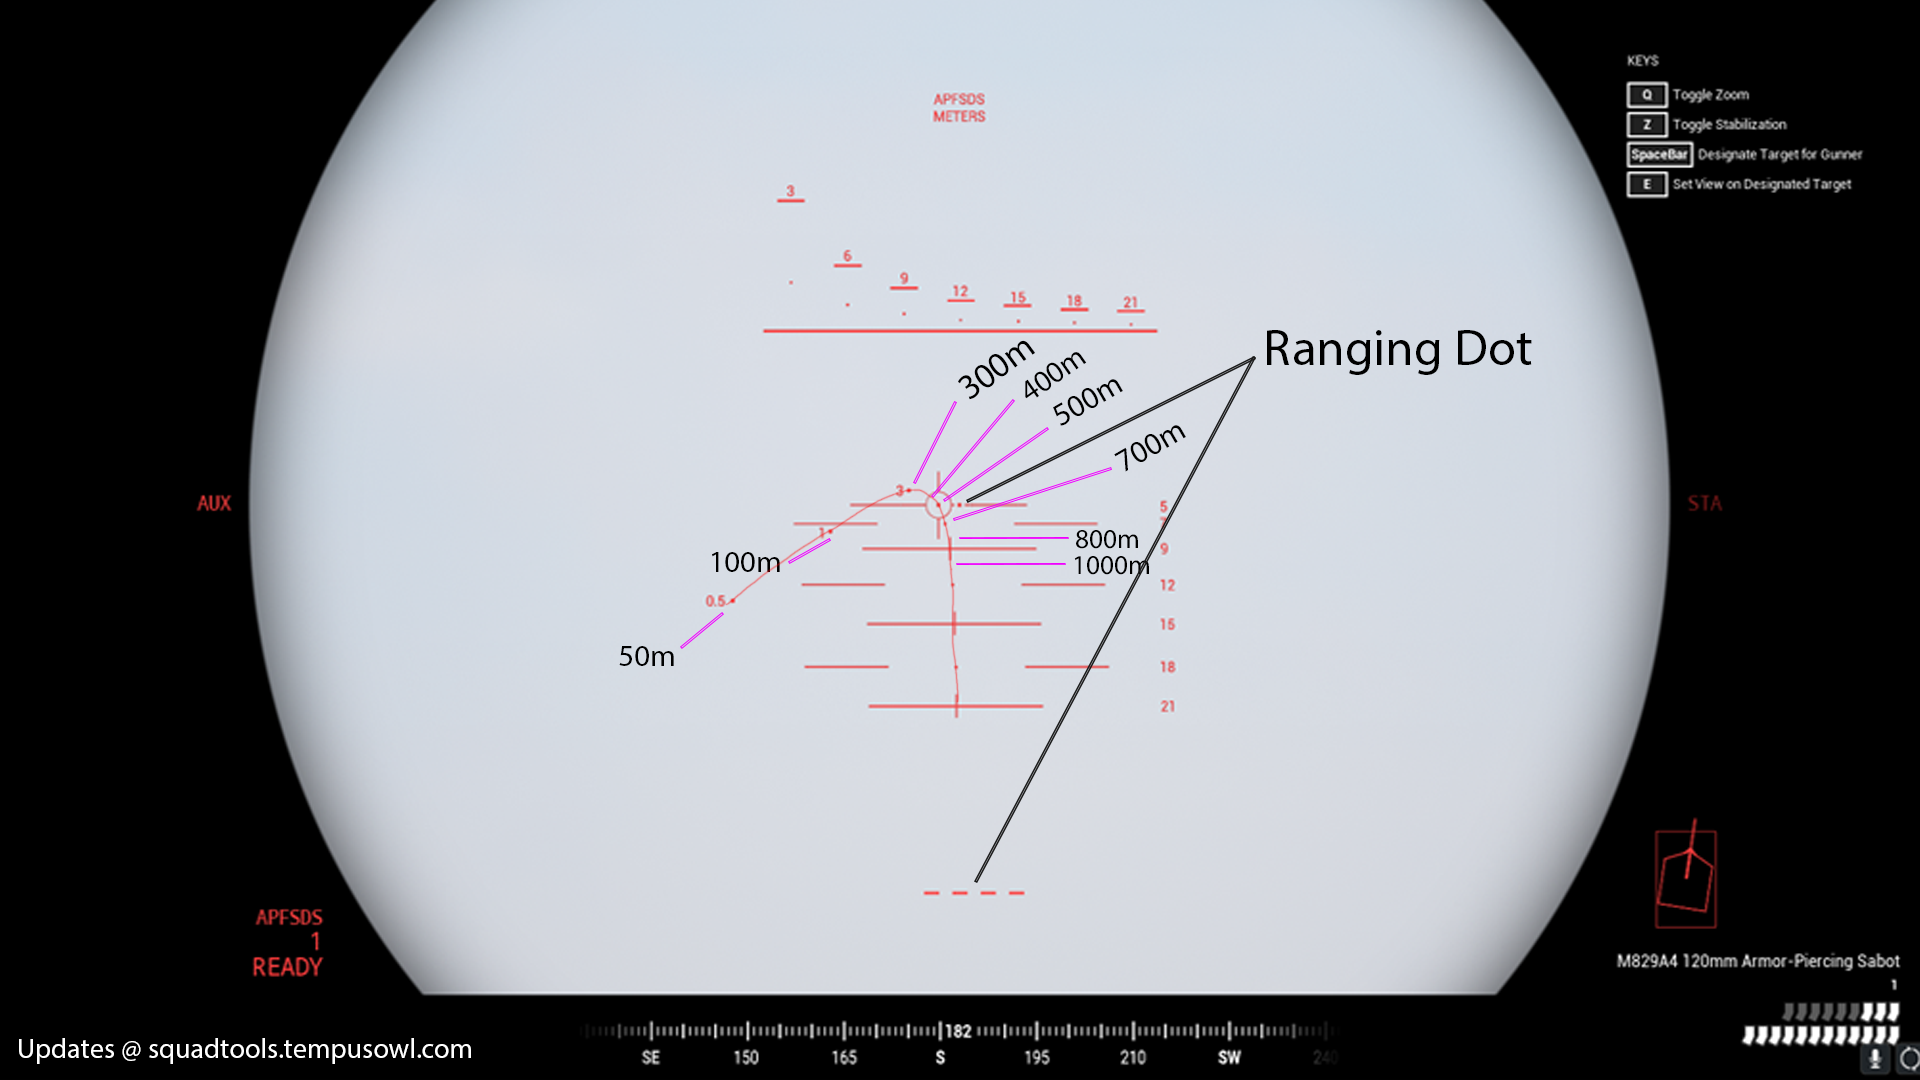 APFSDS
METERS
KEYS
Q Toggle Zoom
Z Toggle Stabilization
SpaceBar Designate Target for Gunner
E Set View on Designated Target
3
6
9
12
15
18
21
Ranging Dot
300m
400m
500m
700m
AUX
STA
3
5
7
1
100m
800m
9
1000m
12
0.5
15
50m
18
21
APFSDS
1
READY
M829A4 120mm Armor-Piercing Sabot
1
182
SE 150 165 S 195 210 SW 240
Updates @ squadtools.tempusowl.com